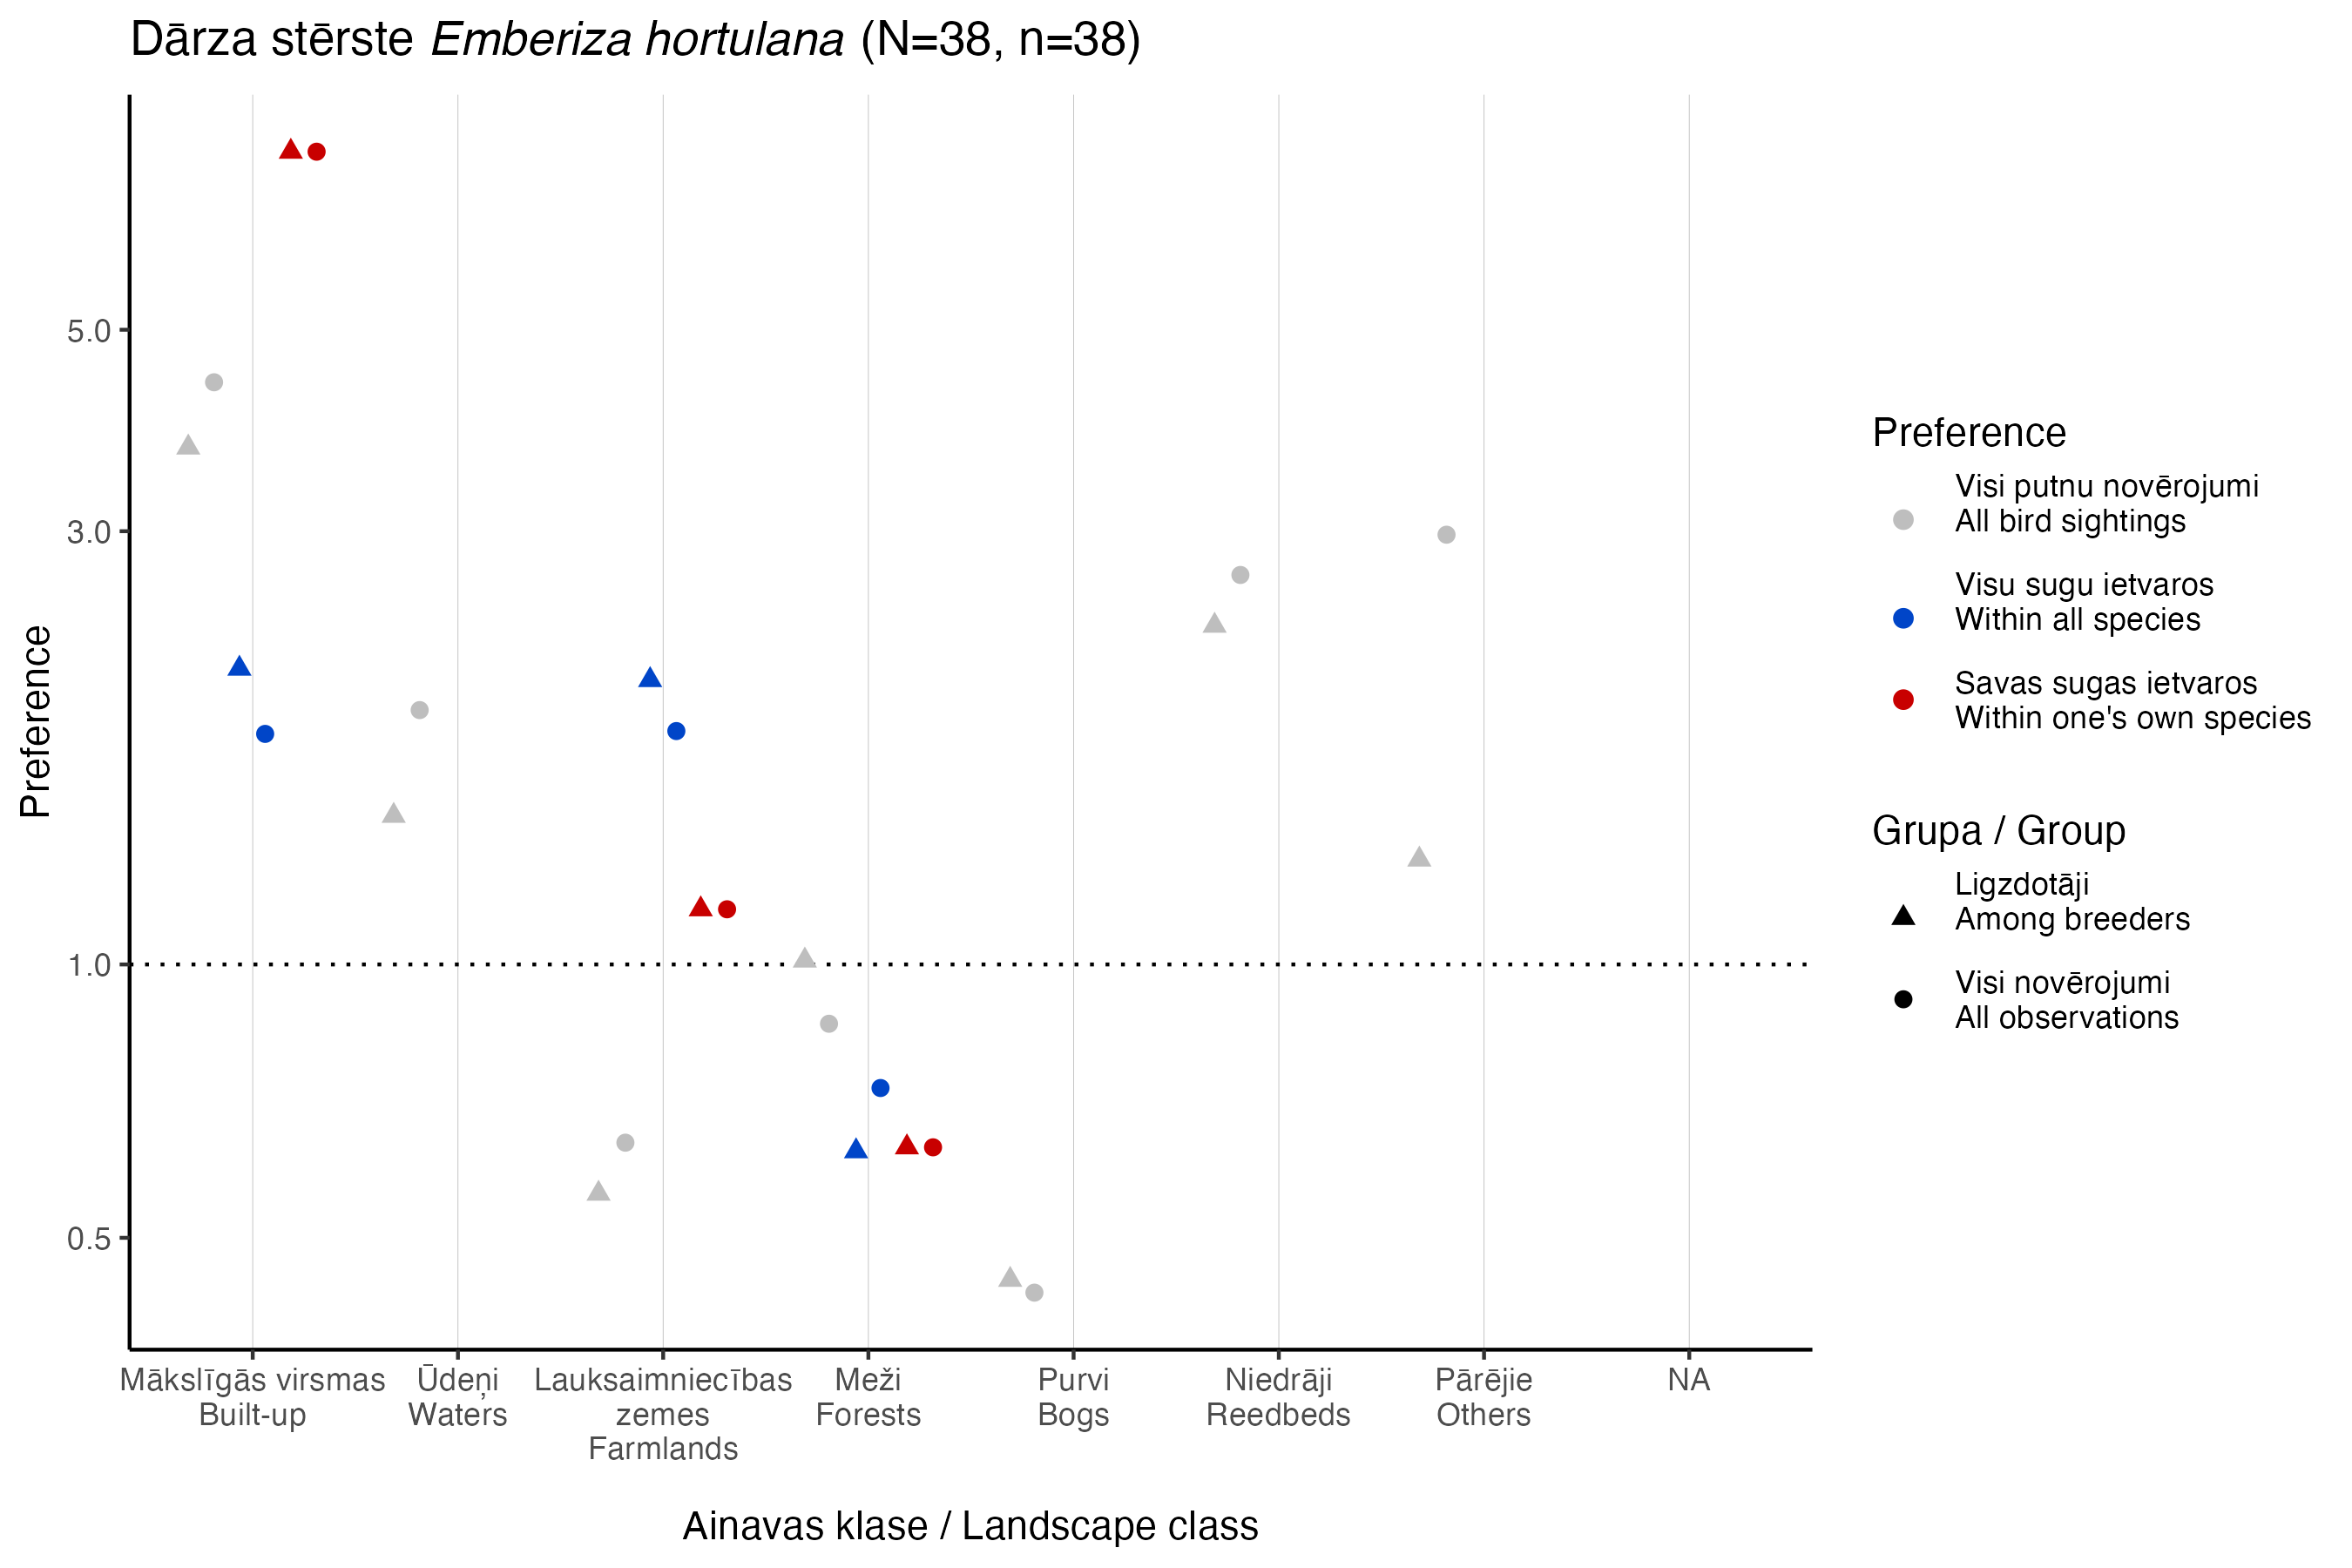 Dārza stērste Emberiza hortulana (N=38, n=38)
Preference
5.0
3.0
1.0
0.5
Mākslīgās virsmas
Built-up
Ūdeņi
Waters
Lauksaimniecības
zemes
Farmlands
Meži
Forests
Purvi
Bogs
Niedrāji
Reedbeds
Pārējie
Others
NA
Ainavas klase / Landscape class
Preference
Visi putnu novērojumi
All bird sightings
Visu sugu ietvaros
Within all species
Savas sugas ietvaros
Within one's own species
Grupa / Group
Ligzdotāji
Among breeders
Visi novērojumi
All observations